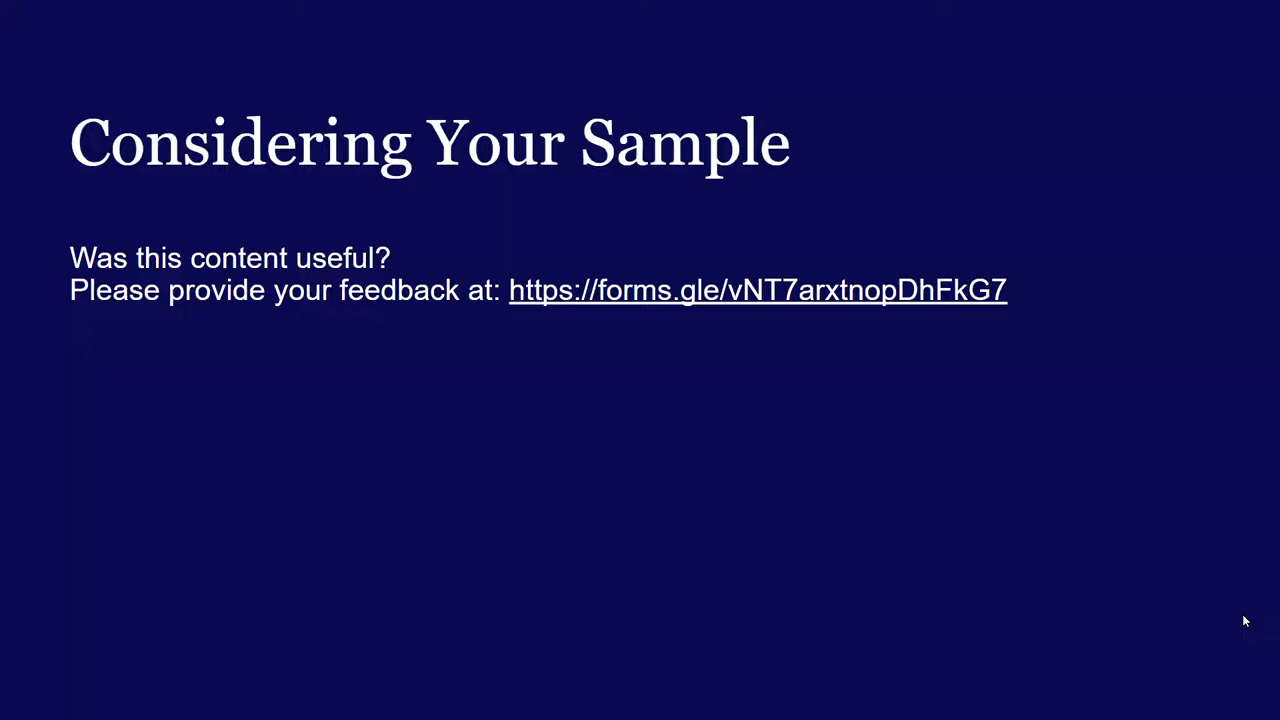 Considering Your Sample
Was this content useful?
Please provide your feedback at: https://forms.gle/vNT7arxtnopDhFkG7